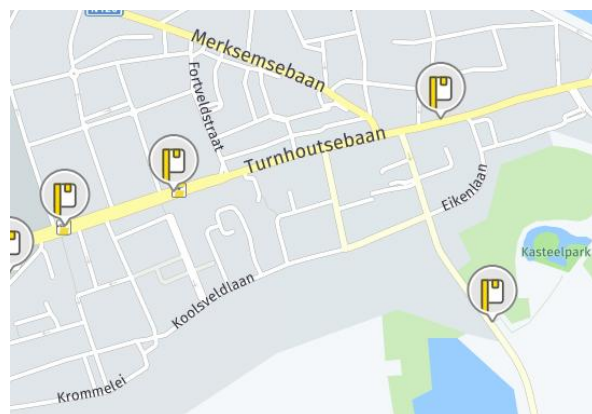 Merksemsebaan
Fortveldstraat
Turnhoutsebaan
Eikenlaan
Kasteelpark
Koolsveldlaan
Krommelei